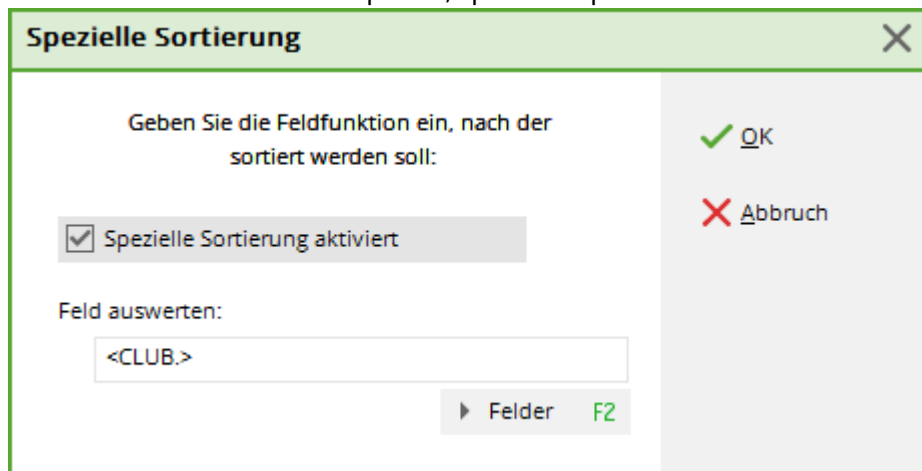 Spezielle Sortierung
Geben Sie die Feldfunktion ein, nach der
sortiert werden soll:
OK
Abbruch
Spezielle Sortierung aktiviert
Feld auswerten:
<CLUB.>
Felder F2